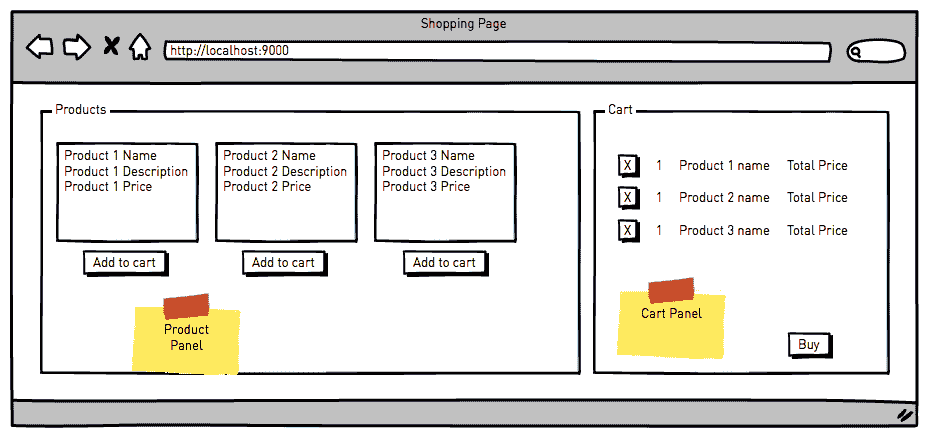 Shopping Page
http://localhost:9000
Products
Product 1 Name
Product 1 Description
Product 1 Price
Add to cart
Product 2 Name
Product 2 Description
Product 2 Price
Add to cart
Product 3 Name
Product 3 Description
Product 3 Price
Add to cart
Product
Panel
Cart
X 1 Product 1 name Total Price
X 1 Product 2 name Total Price
X 1 Product 3 name Total Price
Cart Panel
Buy